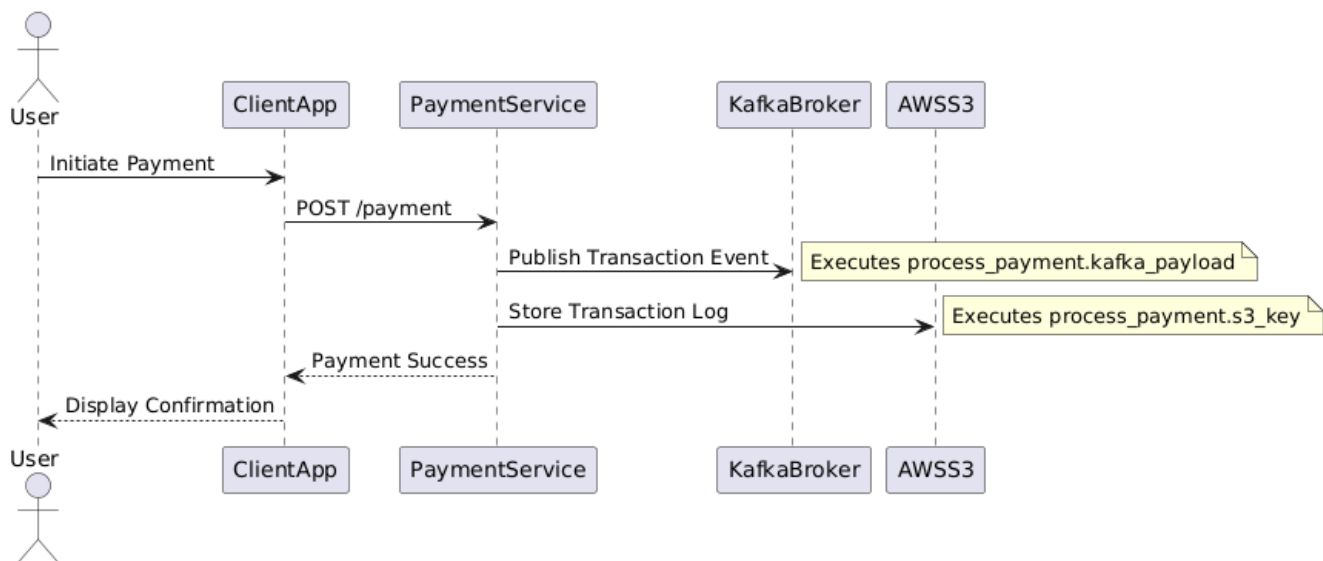 User
ClientApp
PaymentService
KafkaBroker
AWSS3
Initiate Payment
POST /payment
Publish Transaction Event
Executes process_payment.kafka_payload
Store Transaction Log
Executes process_payment.s3_key
Payment Success
Display Confirmation
User
ClientApp
PaymentService
KafkaBroker
AWSS3